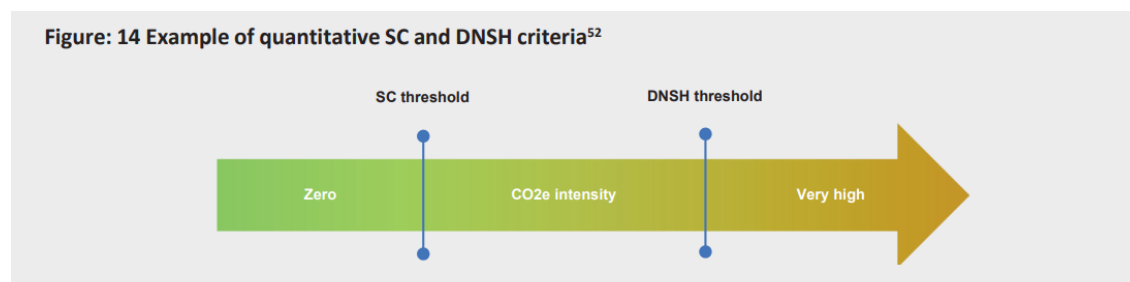 Figure: 14 Example of quantitative SC and DNSH criteria⁵²
SC threshold
DNSH threshold
Zero
CO2e intensity
Very high